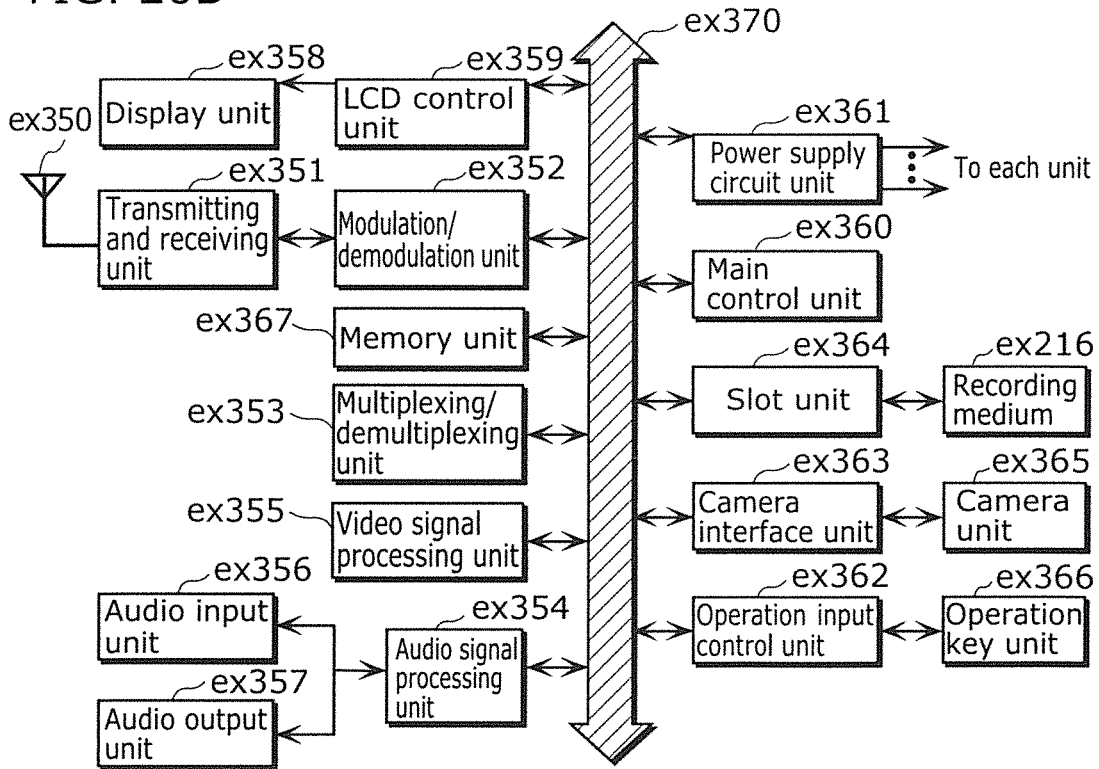 FIG.
ex370
ex358
ex359
Display unit
LCD control
unit
ex350
ex351
ex352
Transmitting
and receiving
unit
Modulation/
demodulation unit
ex361
Power supply
circuit unit
To each unit
ex360
Main
control unit
ex367
Memory unit
ex364
Slot unit
ex216
Recording
medium
ex353
Multiplexing/
demultiplexing
unit
ex363
Camera
interface unit
ex365
Camera
unit
ex355
Video signal
processing unit
ex356
Audio input
unit
ex354
Audio signal
processing
unit
ex362
Operation input
control unit
ex366
Operation
key unit
ex357
Audio output
unit